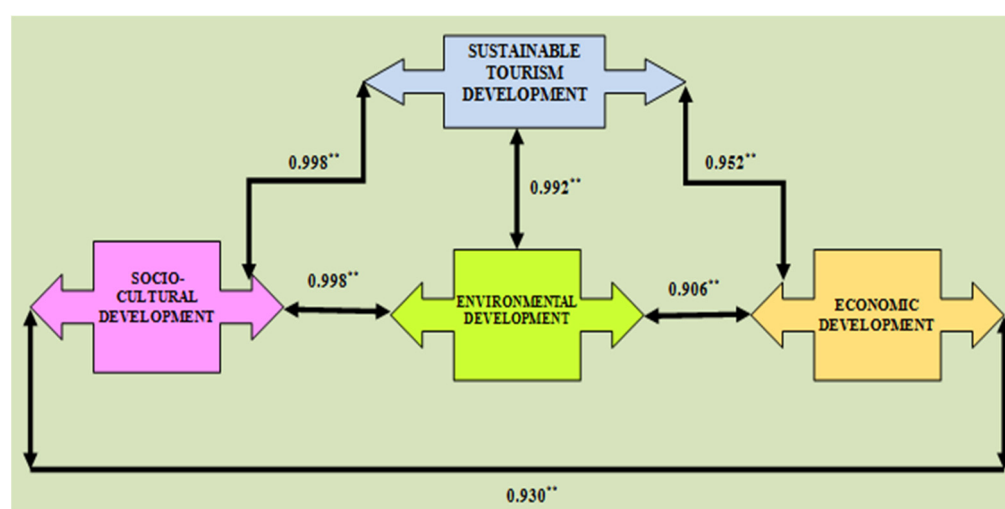 SUSTAINABLE
TOURISM
DEVELOPMENT
0.998**
0.952**
0.992**
SOCIO-
CULTURAL
DEVELOPMENT
0.998**
ENVIRONMENTAL
DEVELOPMENT
0.906**
ECONOMIC
DEVELOPMENT
0.930**